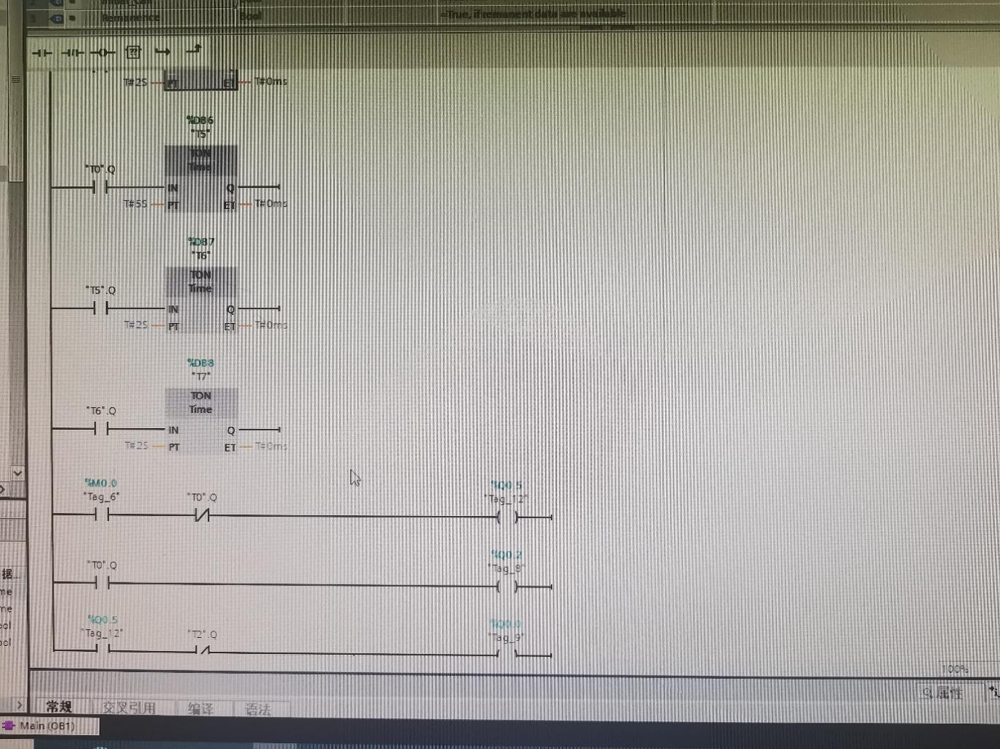 Remanence Bool =True, if remanent data are available
T#2S PT ET T#0ms
%DB6
"T5"
TON
Time
"T0".Q
IN Q
T#5S PT ET T#0ms
%DB7
"T6"
TON
Time
"T5".Q
IN Q
T#2S PT ET T#0ms
%DB8
"T7"
TON
Time
"T6".Q
IN Q
T#2S PT ET T#0ms
%M0.0 %Q0.5
"Tag_6" "T0".Q "Tag_12"
%Q0.2
"T0".Q "Tag_8"
%Q0.5 %Q0.0
"Tag_12" "T2".Q "Tag_9"
100%
属性
常规 交叉引用 编译 语法
Main (OB1)